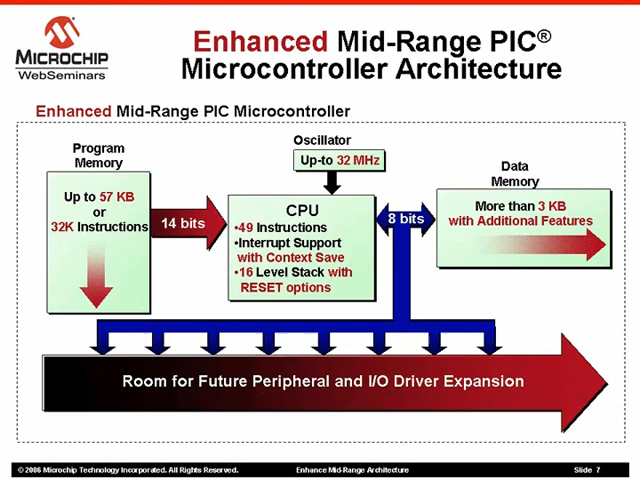 MICROCHIP
WebSeminars
Enhanced Mid-Range PIC®
Microcontroller Architecture
Enhanced Mid-Range PIC Microcontroller
Program
Memory
Up to 57 KB
or
32K Instructions
14 bits
Oscillator
Up-to 32 MHz
CPU
•49 Instructions
•Interrupt Support
with Context Save
•16 Level Stack with
RESET options
8 bits
Data
Memory
More than 3 KB
with Additional Features
Room for Future Peripheral and I/O Driver Expansion
© 2006 Microchip Technology Incorporated. All Rights Reserved.
Enhance Mid-Range Architecture
Slide 7